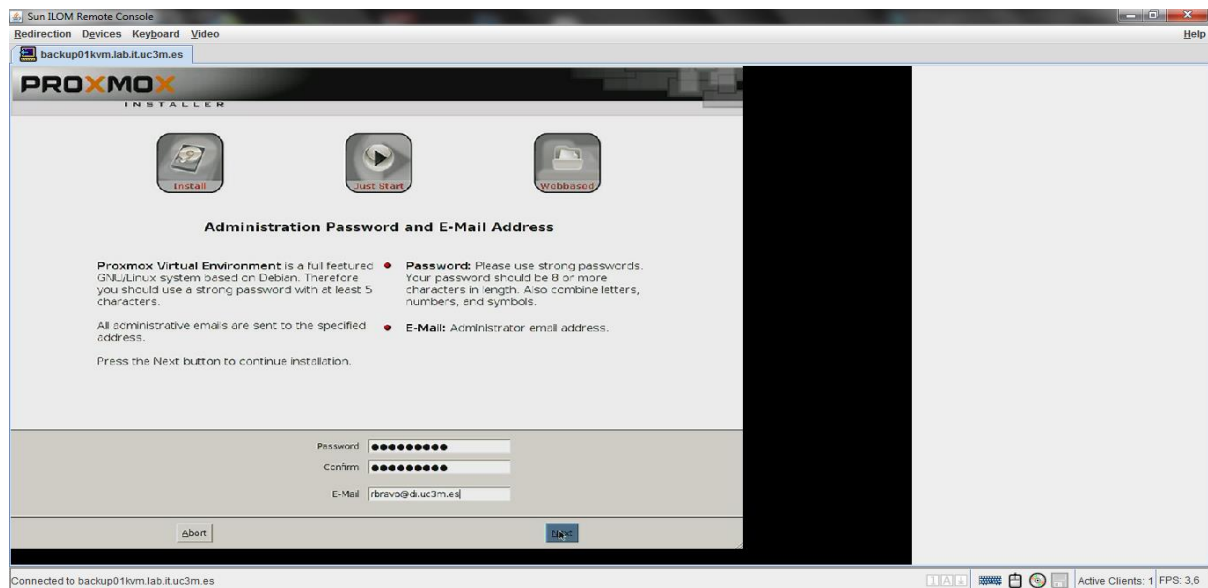 Sun ILOM Remote Console
Redirection Devices Keyboard Video Help
backup01kvm.lab.it.uc3m.es
PROXMOX
INSTALLER
Install
Just Start
Webbased
Administration Password and E-Mail Address
Proxmox Virtual Environment is a full featured
GNU/Linux system based on Debian. Therefore
you should use a strong password with at least 5
characters.
All administrative emails are sent to the specified
address.
Press the Next button to continue installation.
Password: Please use strong passwords.
Your password should be 8 or more
characters in length. Also combine letters,
numbers, and symbols.
E-Mail: Administrator email address.
Password ●●●●●●●●●
Confirm ●●●●●●●●●
E-Mail rbravo@di.uc3m.es
Abort
Next
Connected to backup01kvm.lab.it.uc3m.es
1 A
Active Clients: 1 FPS: 3,6